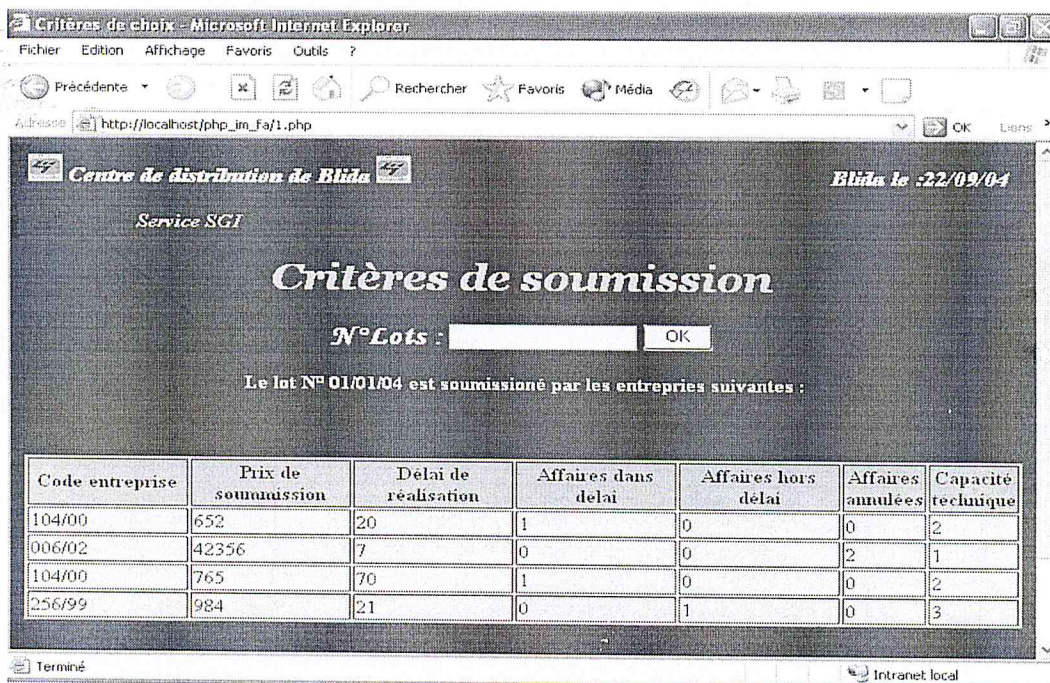 Critères de choix - Microsoft Internet Explorer
Fichier Edition Affichage Favoris Outils ?
Précédente Rechercher Favoris Média
Adresse http://localhost/php_im_Fa/1.php OK Liens
Centre de distribution de Blida Blida le :22/09/04
Service SGI
Critères de soumission
N°Lots : OK
Le lot N° 01/01/04 est soumissioné par les entrepries suivantes :
Code entreprise Prix de soummission Délai de réalisation Affaires dans delai Affaires hors délai Affaires annulées Capacité technique
104/00 652 20 1 0 0 2
006/02 42356 7 0 0 2 1
104/00 765 70 1 0 0 2
256/99 984 21 0 1 0 3
Terminé Intranet local